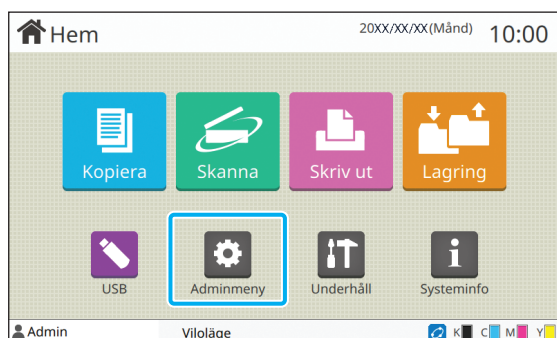 Hem 20XX/XX/XX(Månd) 10:00
Kopiera Skanna Skriv ut Lagring
USB Adminmeny Underhåll Systeminfo
Admin Viloläge K C M Y